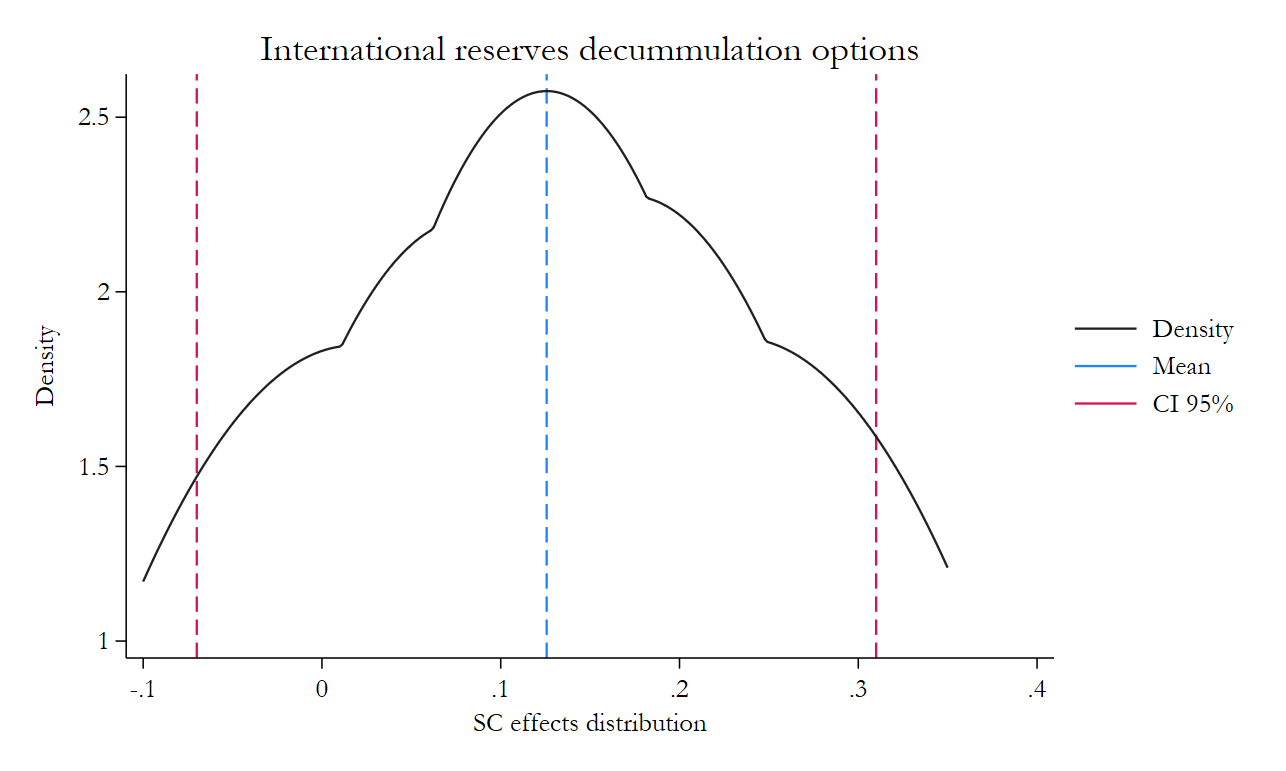 International reserves decummulation options
Density
2.5
2
1.5
1
-.1
0
.1
.2
.3
.4
SC effects distribution
Density
Mean
CI 95%